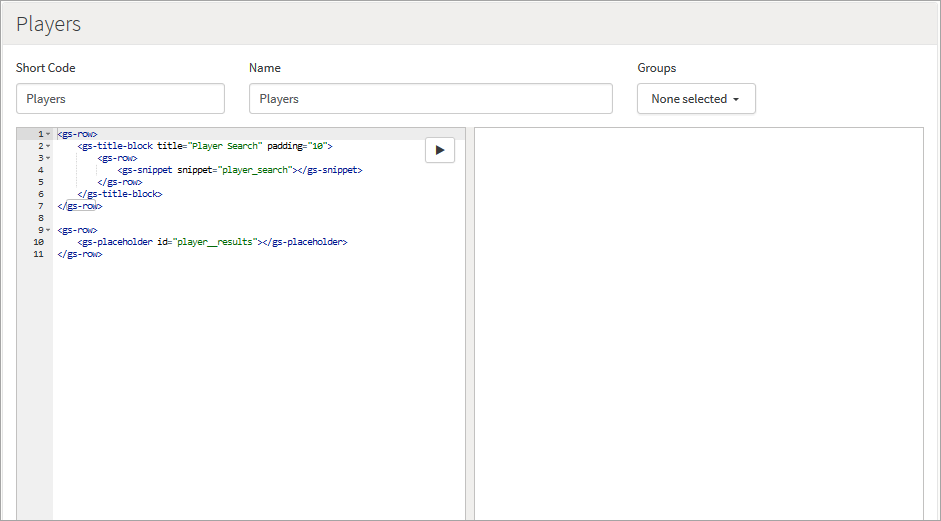 Players
Short Code Name Groups
Players Players None selected
1 <gs-row>
2 <gs-title-block title="Player Search" padding="10">
3 <gs-row>
4 <gs-snippet snippet="player_search"></gs-snippet>
5 </gs-row>
6 </gs-title-block>
7 </gs-row>
8
9 <gs-row>
10 <gs-placeholder id="player__results"></gs-placeholder>
11 </gs-row>